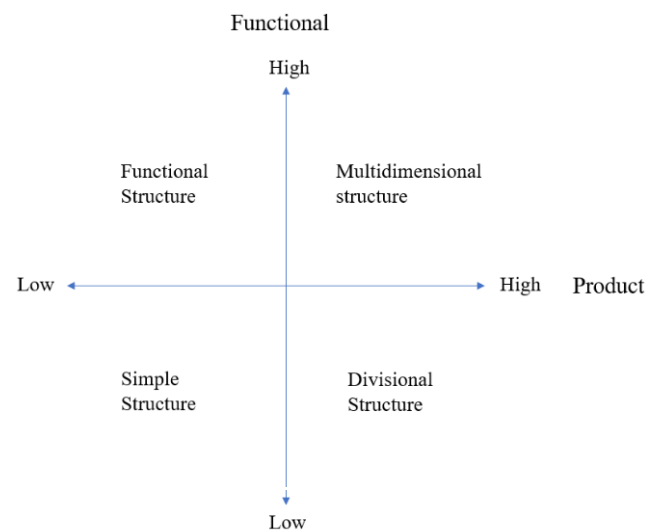 Functional
High
Functional
Structure
Multidimensional
structure
Low
High
Product
Simple
Structure
Divisional
Structure
Low